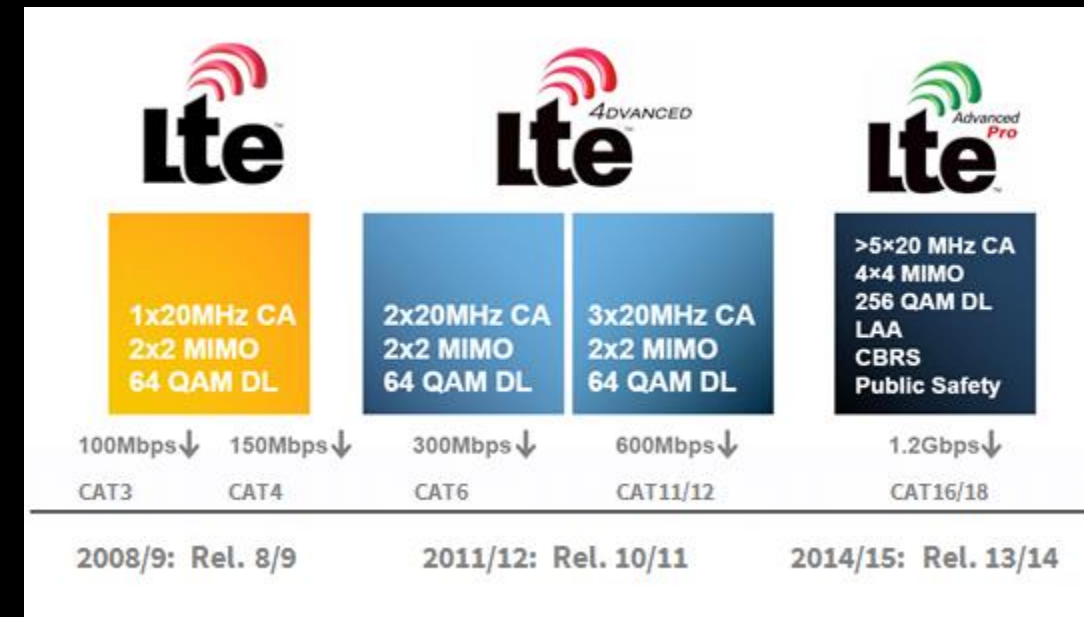 Lte™
Lte™ 4DVANCED
Lte™ Advanced
Pro
1x20MHz CA
2x2 MIMO
64 QAM DL
2x20MHz CA
2x2 MIMO
64 QAM DL
3x20MHz CA
2x2 MIMO
64 QAM DL
>5×20 MHz CA
4×4 MIMO
256 QAM DL
LAA
CBRS
Public Safety
100Mbps↓ 150Mbps↓ 300Mbps↓ 600Mbps↓ 1.2Gbps↓
CAT3 CAT4 CAT6 CAT11/12 CAT16/18
2008/9: Rel. 8/9 2011/12: Rel. 10/11 2014/15: Rel. 13/14